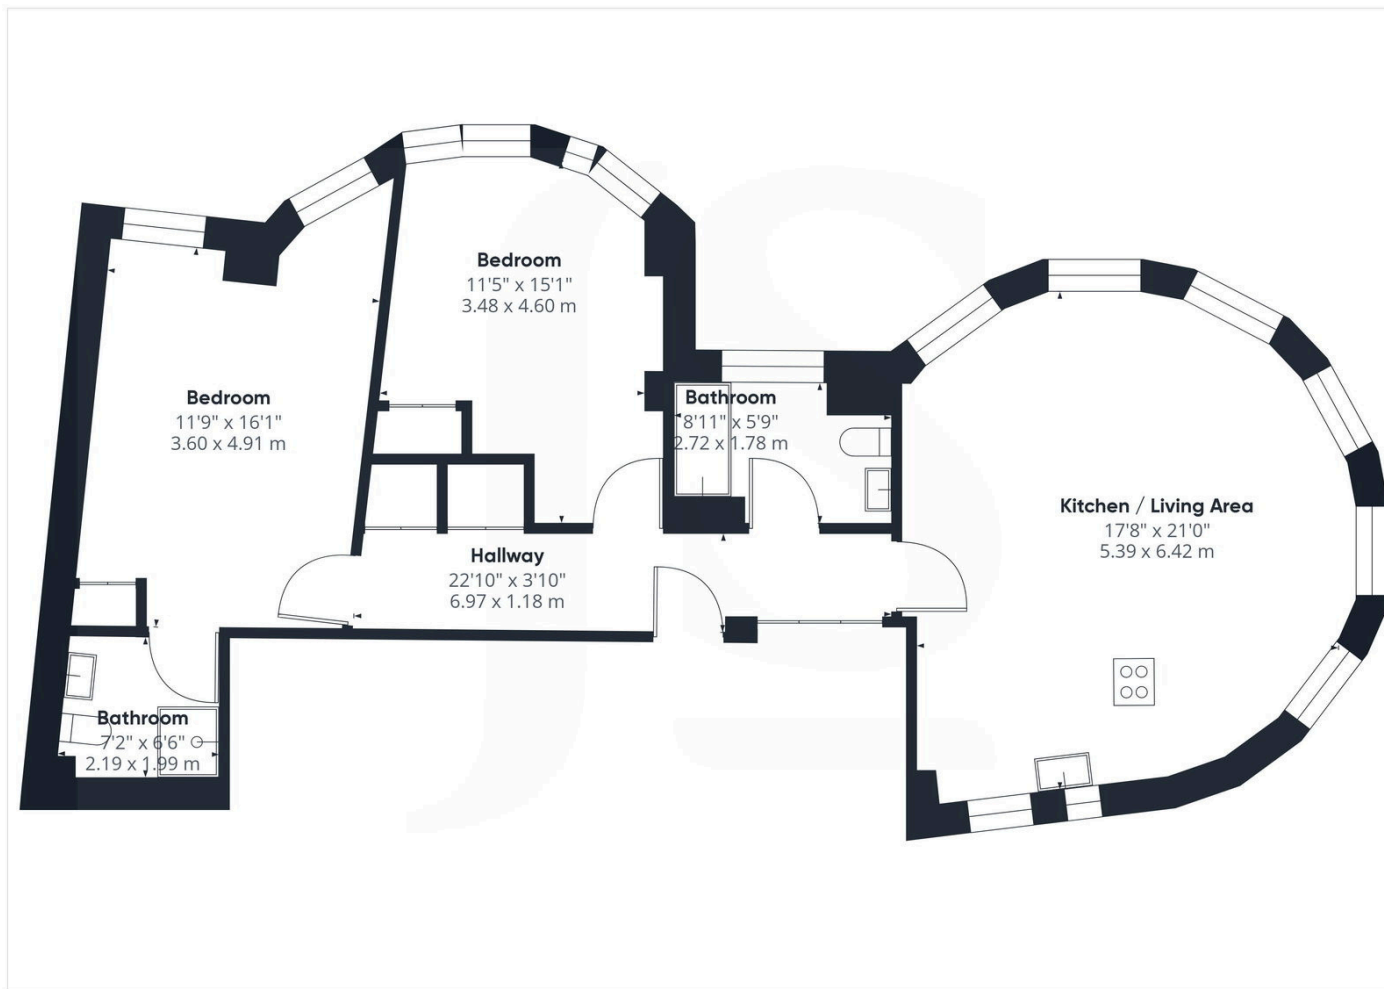 Bedroom
11'5" x 15'1"
3.48 x 4.60 m
Bedroom
11'9" x 16'1"
3.60 x 4.91 m
Bathroom
8'11" x 5'9"
2.72 x 1.78 m
Kitchen / Living Area
17'8" x 21'0"
5.39 x 6.42 m
Hallway
22'10" x 3'10"
6.97 x 1.18 m
Bathroom
7'2" x 6'6"
2.19 x 1.99 m
js